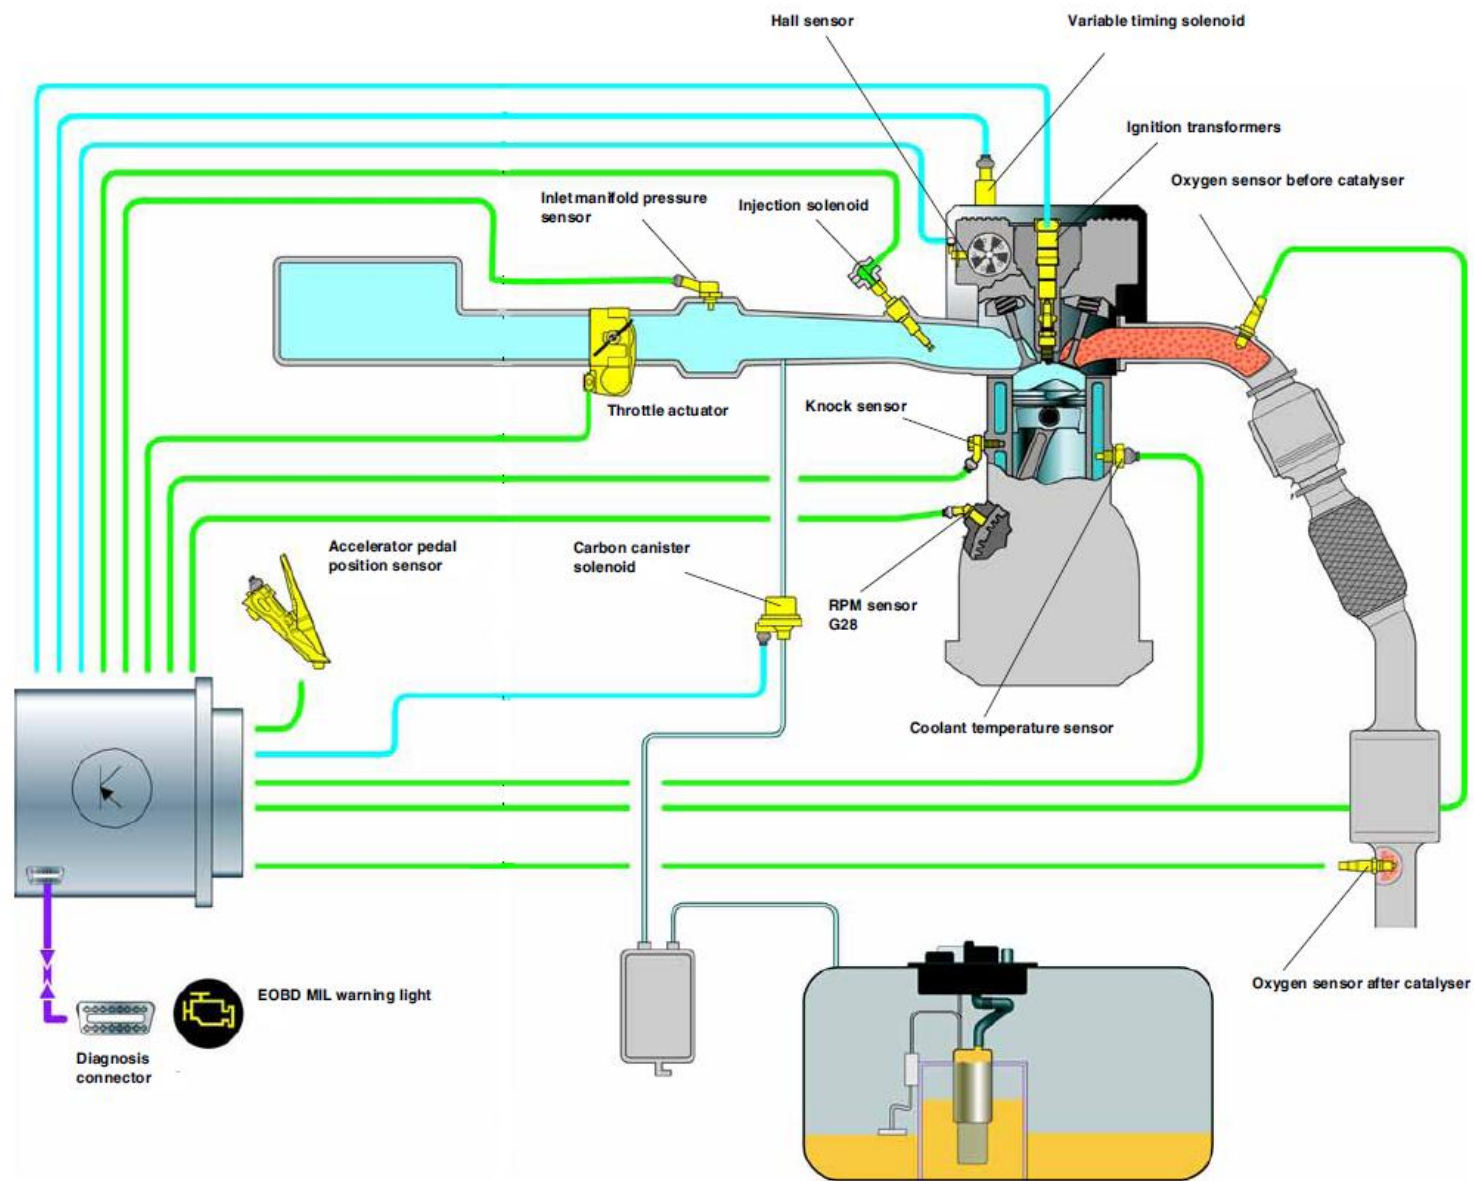 Hall sensor
Variable timing solenoid
Ignition transformers
Oxygen sensor before catalyser
Inlet manifold pressure
sensor
Injection solenoid
Throttle actuator
Knock sensor
Accelerator pedal
position sensor
Carbon canister
solenoid
RPM sensor
G28
Coolant temperature sensor
K
EOBD MIL warning light
Oxygen sensor after catalyser
Diagnosis
connector